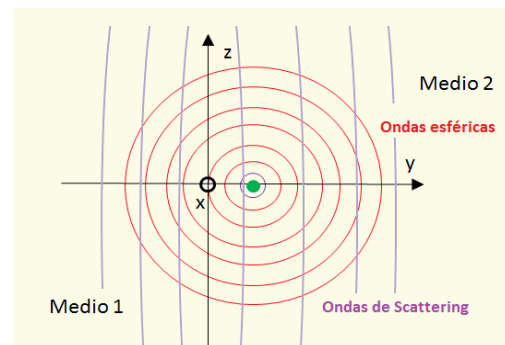 z
Medio 2
Ondas esféricas
y
x
Medio 1
Ondas de Scattering